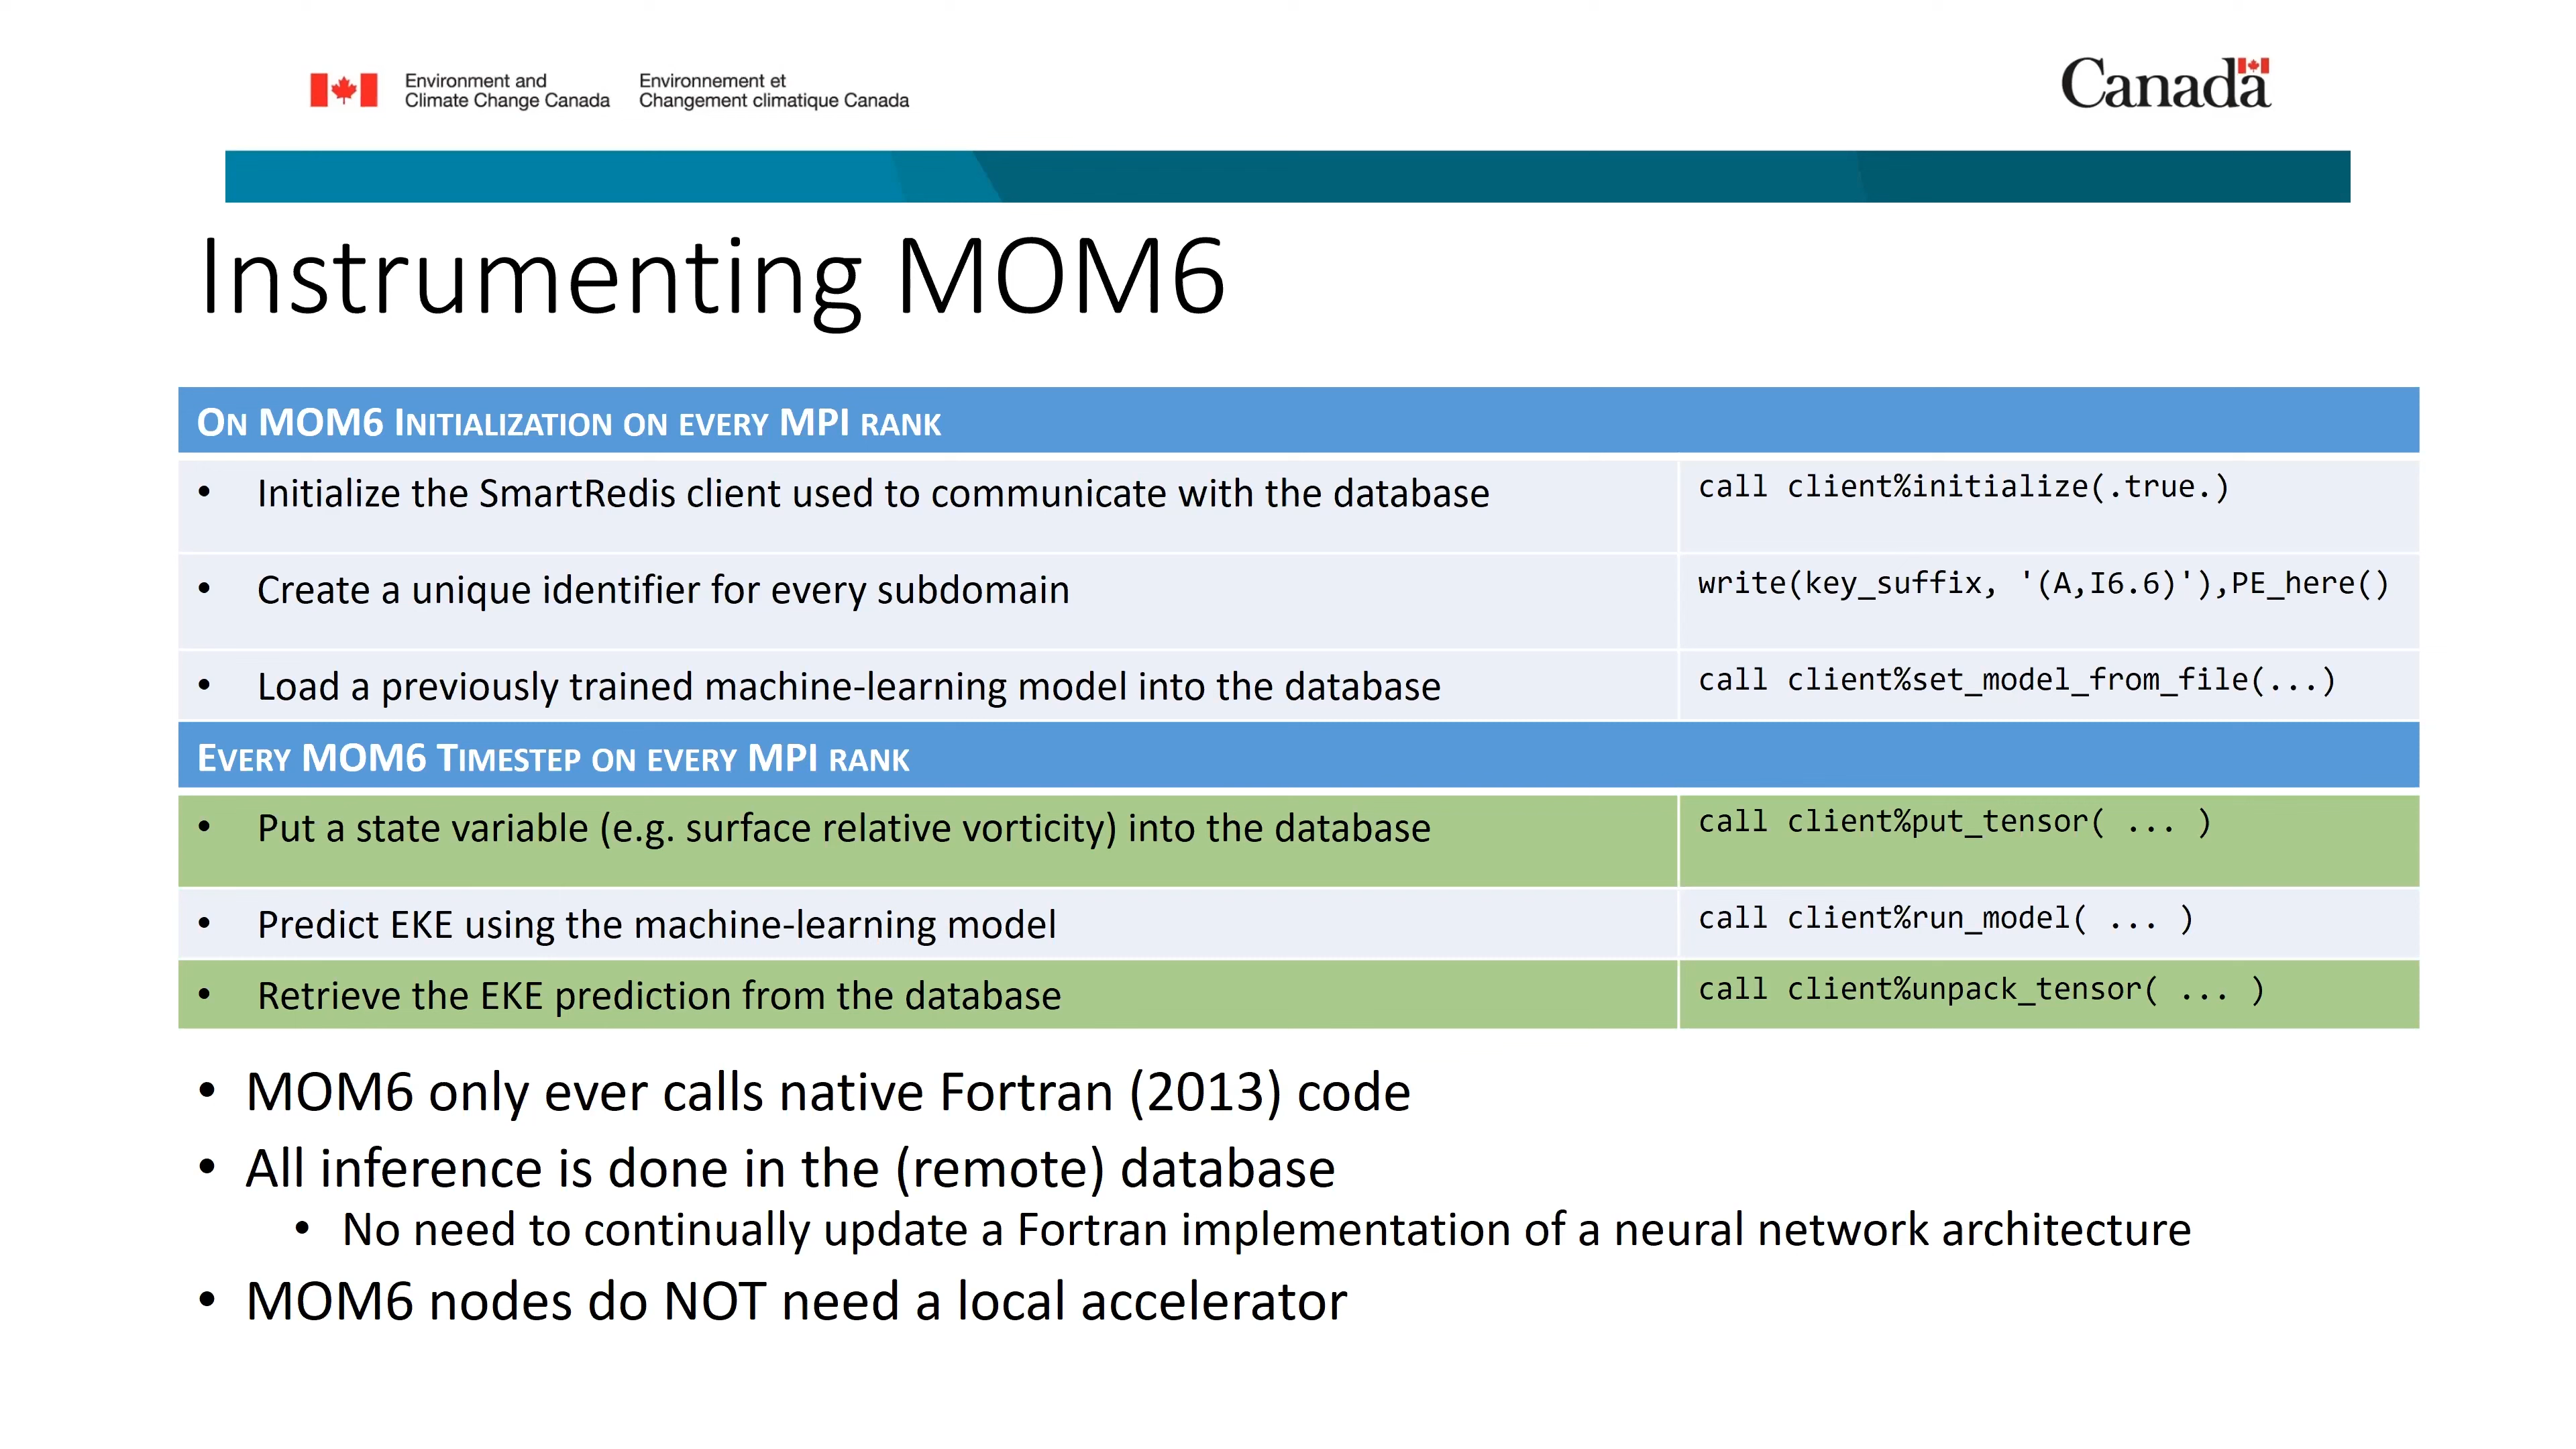 Environment and
Climate Change Canada
Environnement et
Changement climatique Canada
Canada
Instrumenting MOM6
On MOM6 Initialization on every MPI rank
• Initialize the SmartRedis client used to communicate with the database
call client%initialize(.true.)
• Create a unique identifier for every subdomain
write(key_suffix, '(A,I6.6)'),PE_here()
• Load a previously trained machine-learning model into the database
call client%set_model_from_file(...)
Every MOM6 Timestep on every MPI rank
• Put a state variable (e.g. surface relative vorticity) into the database
call client%put_tensor( ... )
• Predict EKE using the machine-learning model
call client%run_model( ... )
• Retrieve the EKE prediction from the database
call client%unpack_tensor( ... )
• MOM6 only ever calls native Fortran (2013) code
• All inference is done in the (remote) database
• No need to continually update a Fortran implementation of a neural network architecture
• MOM6 nodes do NOT need a local accelerator